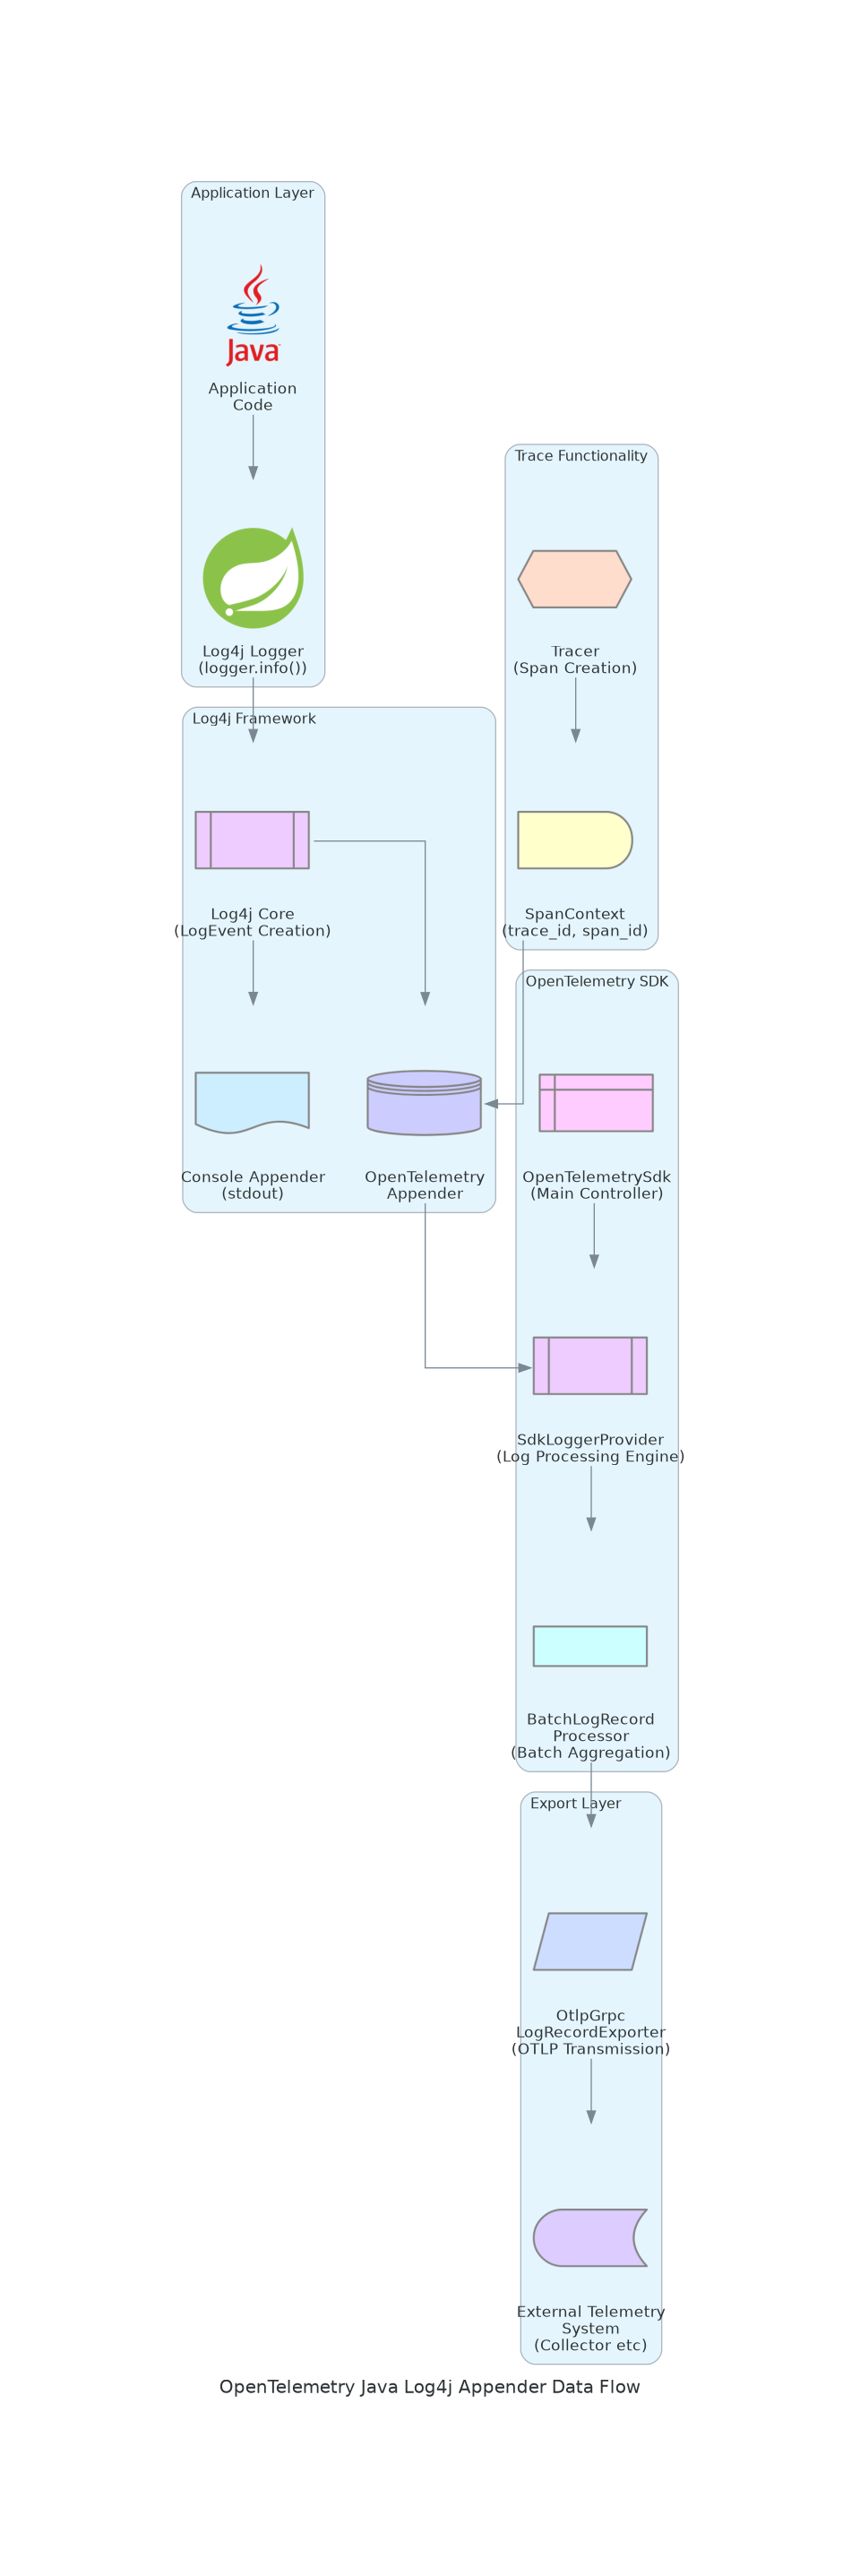 Application Layer
Java
Application
Code
Trace Functionality
Log4j Logger
(logger.info())
Tracer
(Span Creation)
Log4j Framework
Log4j Core
(LogEvent Creation)
SpanContext
(trace_id, span_id)
OpenTelemetry SDK
Console Appender
(stdout)
OpenTelemetry
Appender
OpenTelemetrySdk
(Main Controller)
SdkLoggerProvider
(Log Processing Engine)
BatchLogRecord
Processor
(Batch Aggregation)
Export Layer
OtlpGrpc
LogRecordExporter
(OTLP Transmission)
External Telemetry
System
(Collector etc)
OpenTelemetry Java Log4j Appender Data Flow